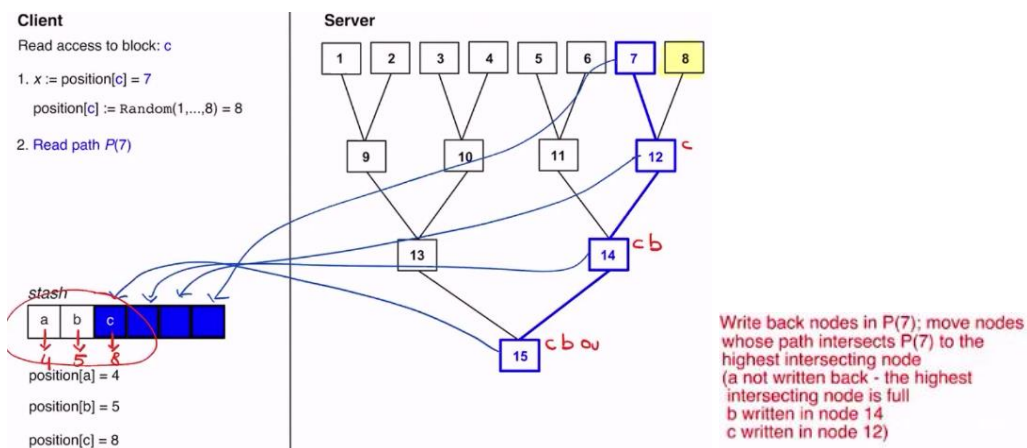 Client
Server
Read access to block: c
1. x := position[c] = 7
position[c] := Random(1,...,8) = 8
2. Read path P(7)
1 2 3 4 5 6 7 8
9 10 11 12 c
13 14 c b
15 c b a
stash
a b c
4 5 8
position[a] = 4
position[b] = 5
position[c] = 8
Write back nodes in P(7); move nodes
whose path intersects P(7) to the
highest intersecting node
(a not written back - the highest
intersecting node is full
b written in node 14
c written in node 12)